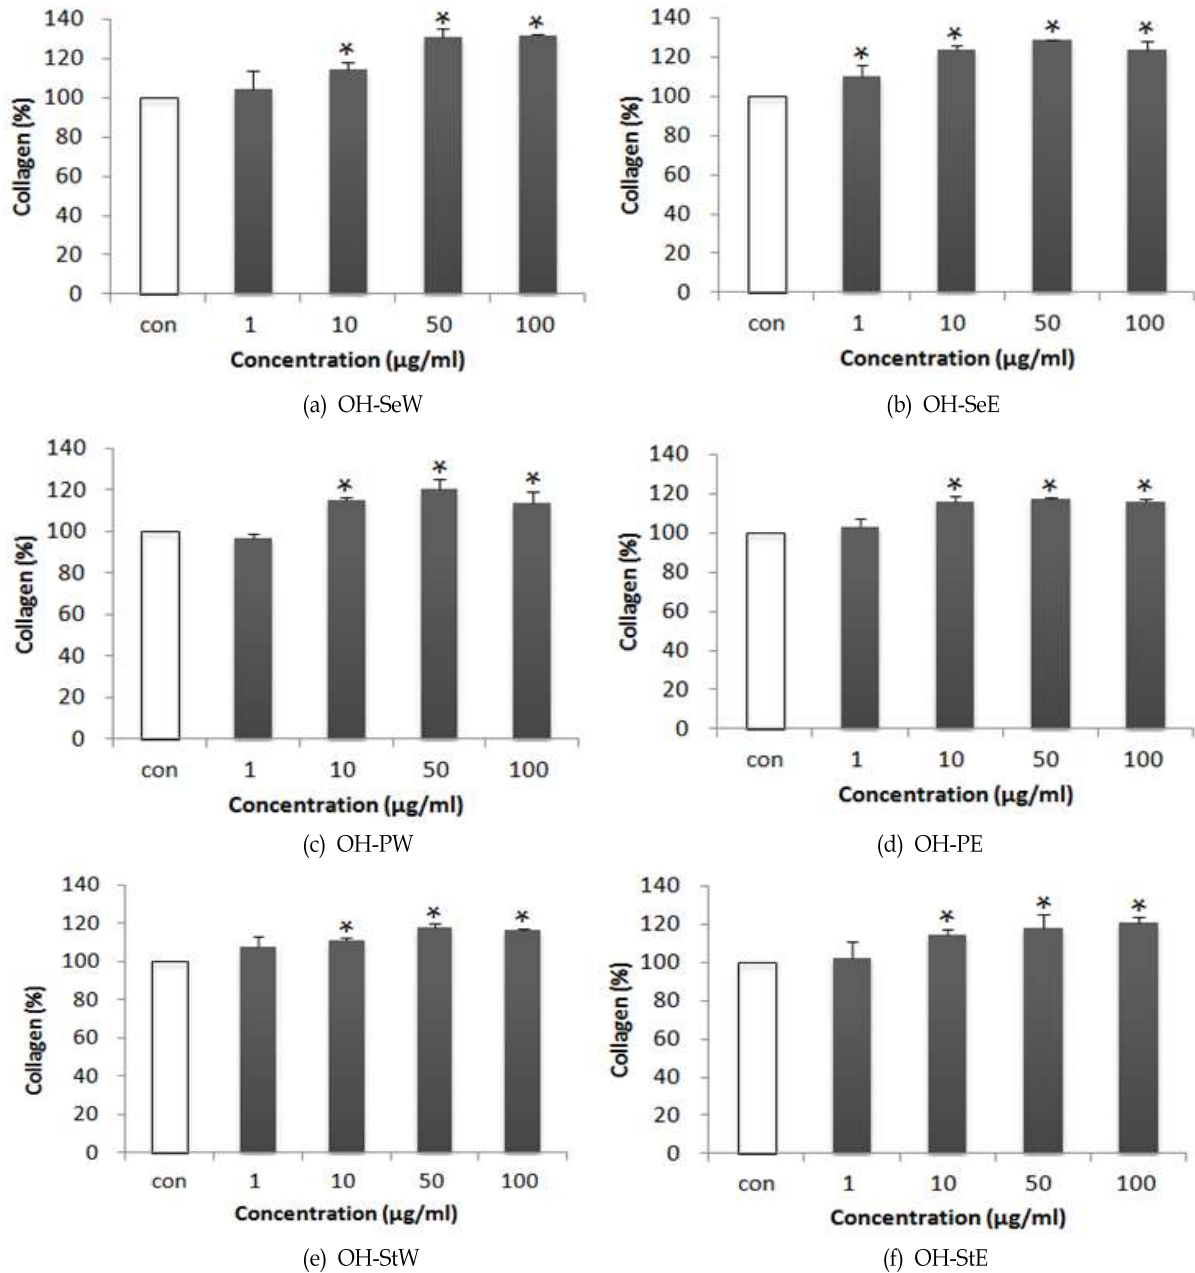 140
120
100
80
60
40
20
0
Collagen (%)
* * *
con 1 10 50 100
Concentration (µg/ml)
(a) OH-SeW
140
120
100
80
60
40
20
0
Collagen (%)
* * * *
con 1 10 50 100
Concentration (µg/ml)
(b) OH-SeE
140
120
100
80
60
40
20
0
Collagen (%)
* * *
con 1 10 50 100
Concentration (µg/ml)
(c) OH-PW
140
120
100
80
60
40
20
0
Collagen (%)
* * *
con 1 10 50 100
Concentration (µg/ml)
(d) OH-PE
140
120
100
80
60
40
20
0
Collagen (%)
* * *
con 1 10 50 100
Concentration (µg/ml)
(e) OH-StW
140
120
100
80
60
40
20
0
Collagen (%)
* * *
con 1 10 50 100
Concentration (µg/ml)
(f) OH-StE